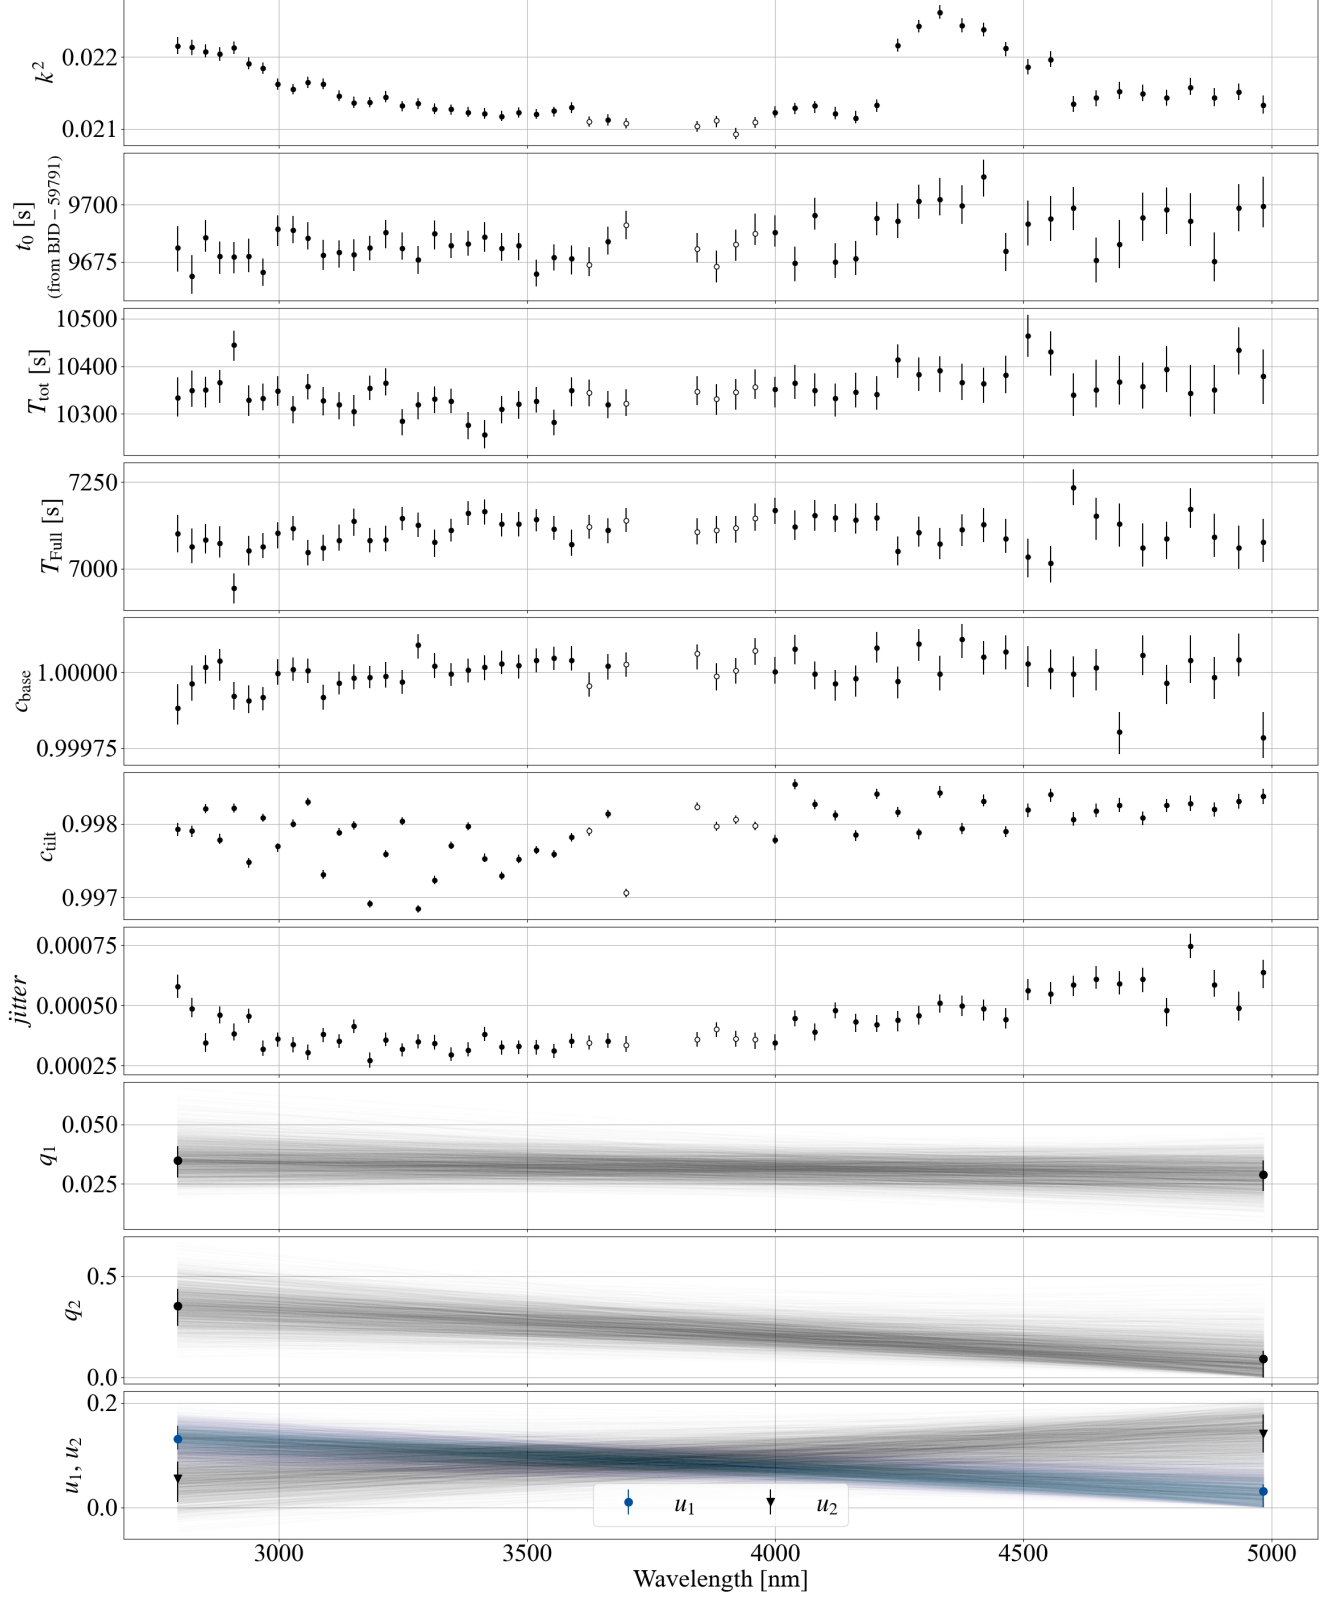 k²
0.022
0.021
t₀ [s]
(from BJD − 59791)
9700
9675
T_tot [s]
10500
10400
10300
T_Full [s]
7250
7000
c_base
1.00000
0.99975
c_tilt
0.998
0.997
jitter
0.00075
0.00050
0.00025
q₁
0.050
0.025
q₂
0.5
0.0
u₁, u₂
0.2
0.0
u₁ u₂
3000 3500 4000 4500 5000
Wavelength [nm]